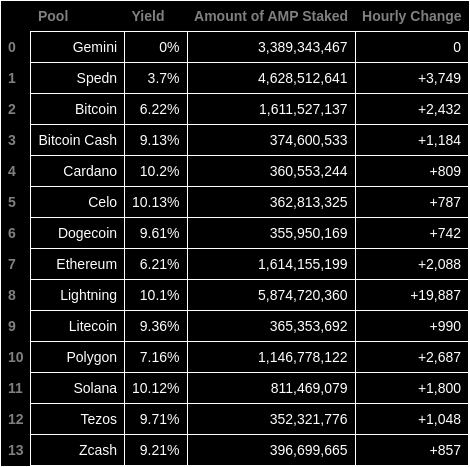 Pool Yield Amount of AMP Staked Hourly Change
0 Gemini 0% 3,389,343,467 0
1 Spedn 3.7% 4,628,512,641 +3,749
2 Bitcoin 6.22% 1,611,527,137 +2,432
3 Bitcoin Cash 9.13% 374,600,533 +1,184
4 Cardano 10.2% 360,553,244 +809
5 Celo 10.13% 362,813,325 +787
6 Dogecoin 9.61% 355,950,169 +742
7 Ethereum 6.21% 1,614,155,199 +2,088
8 Lightning 10.1% 5,874,720,360 +19,887
9 Litecoin 9.36% 365,353,692 +990
10 Polygon 7.16% 1,146,778,122 +2,687
11 Solana 10.12% 811,469,079 +1,800
12 Tezos 9.71% 352,321,776 +1,048
13 Zcash 9.21% 396,699,665 +857